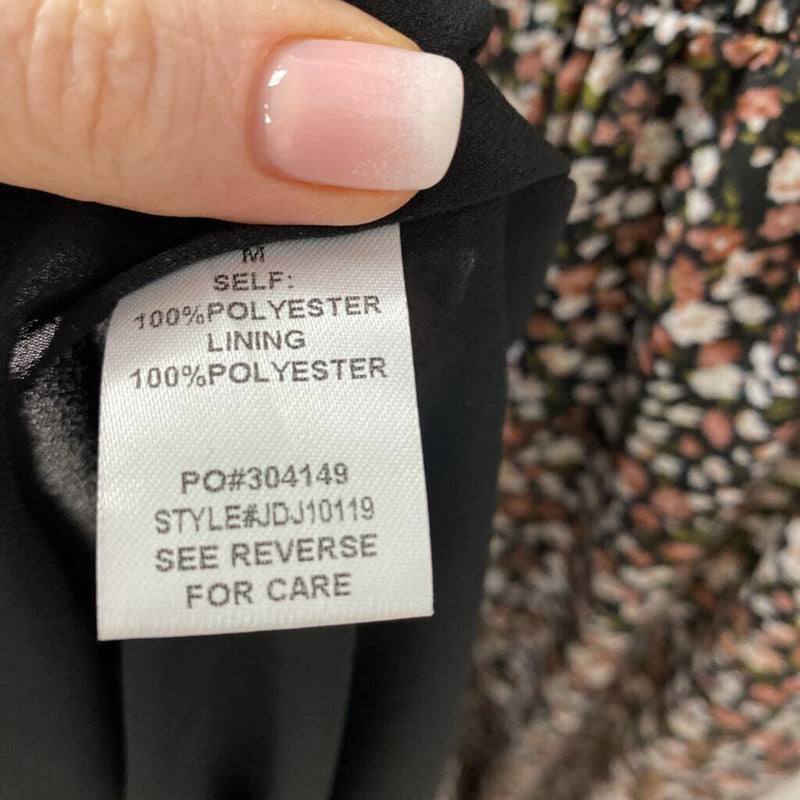 M
SELF:
100%POLYESTER
LINING
100%POLYESTER
PO#304149
STYLE#JDJ10119
SEE REVERSE
FOR CARE